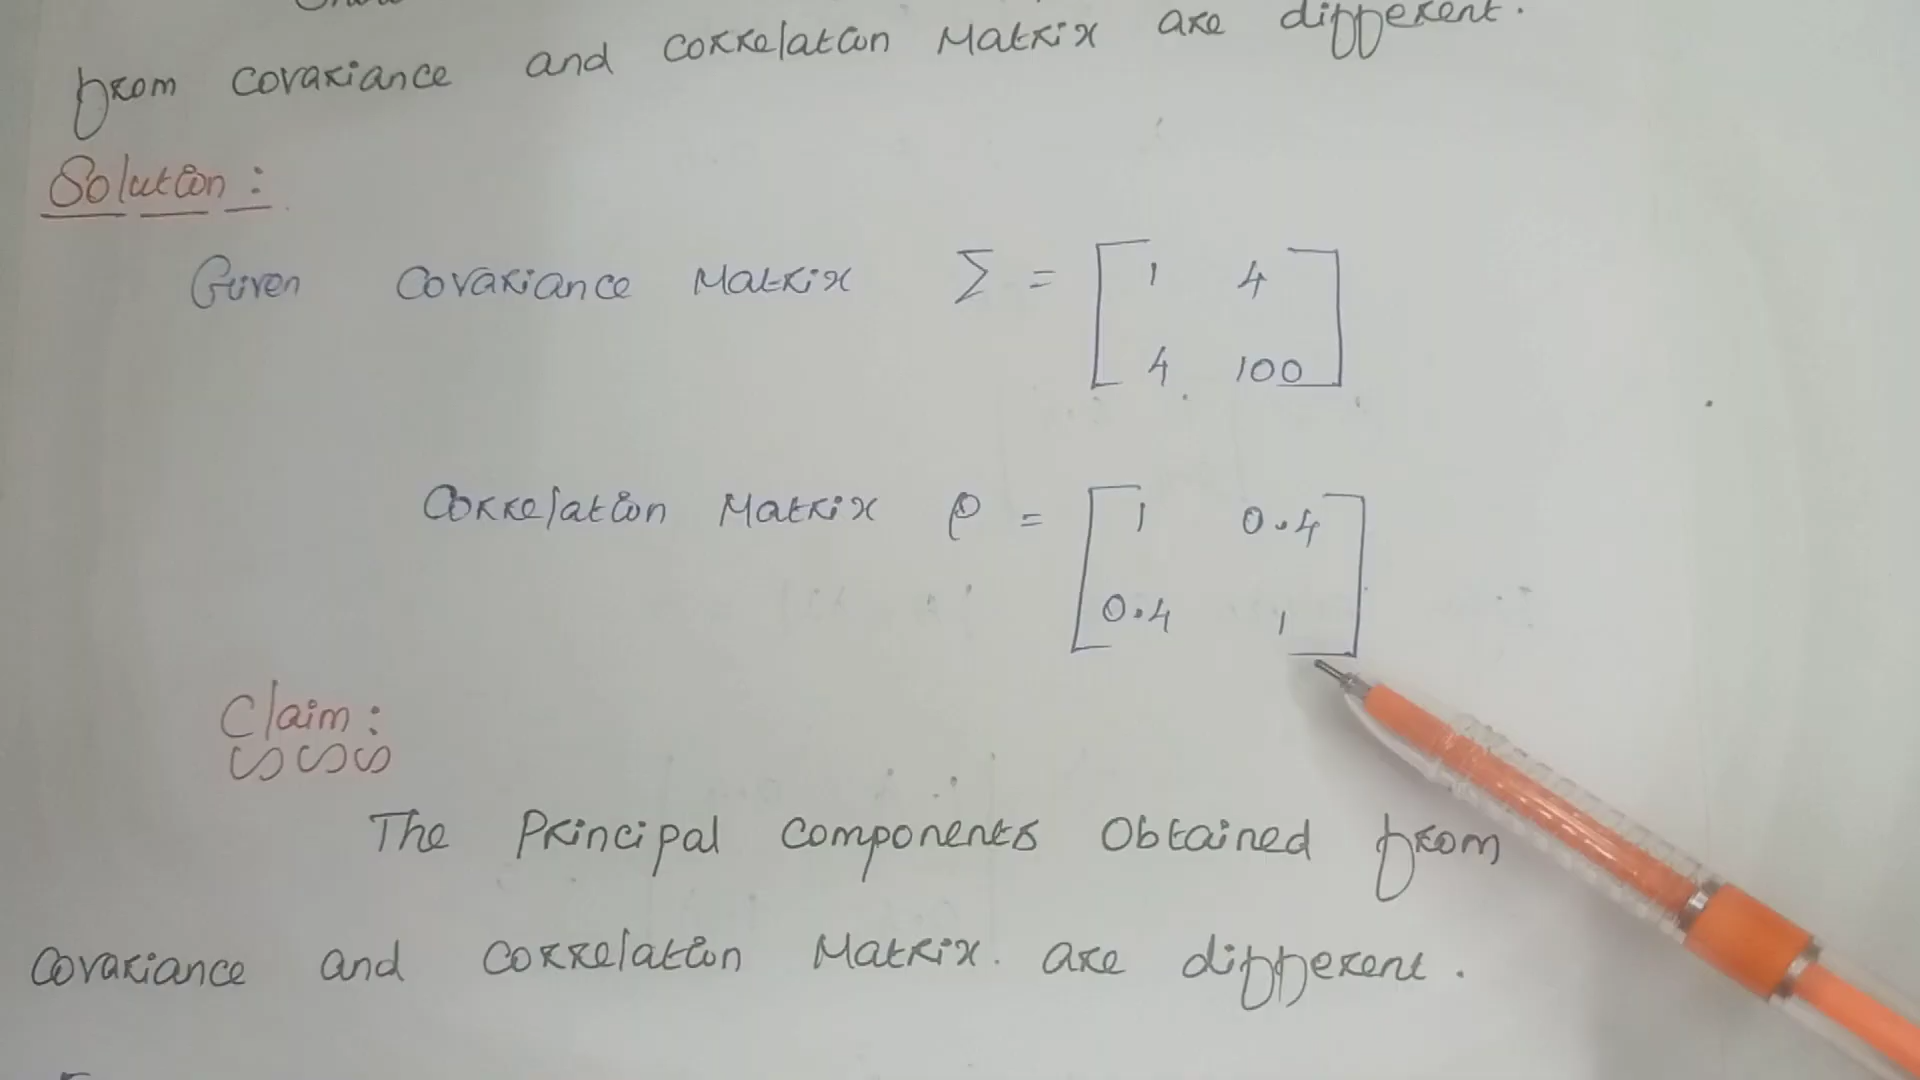 from covariance and correlation Matrix are different.
Solution:
Given Covariance Matrix Σ = [ 1 4
4 100 ]
Correlation Matrix ρ = [ 1 0.4
0.4 1 ]
Claim:
The Principal components Obtained from
covariance and correlation Matrix. are different.